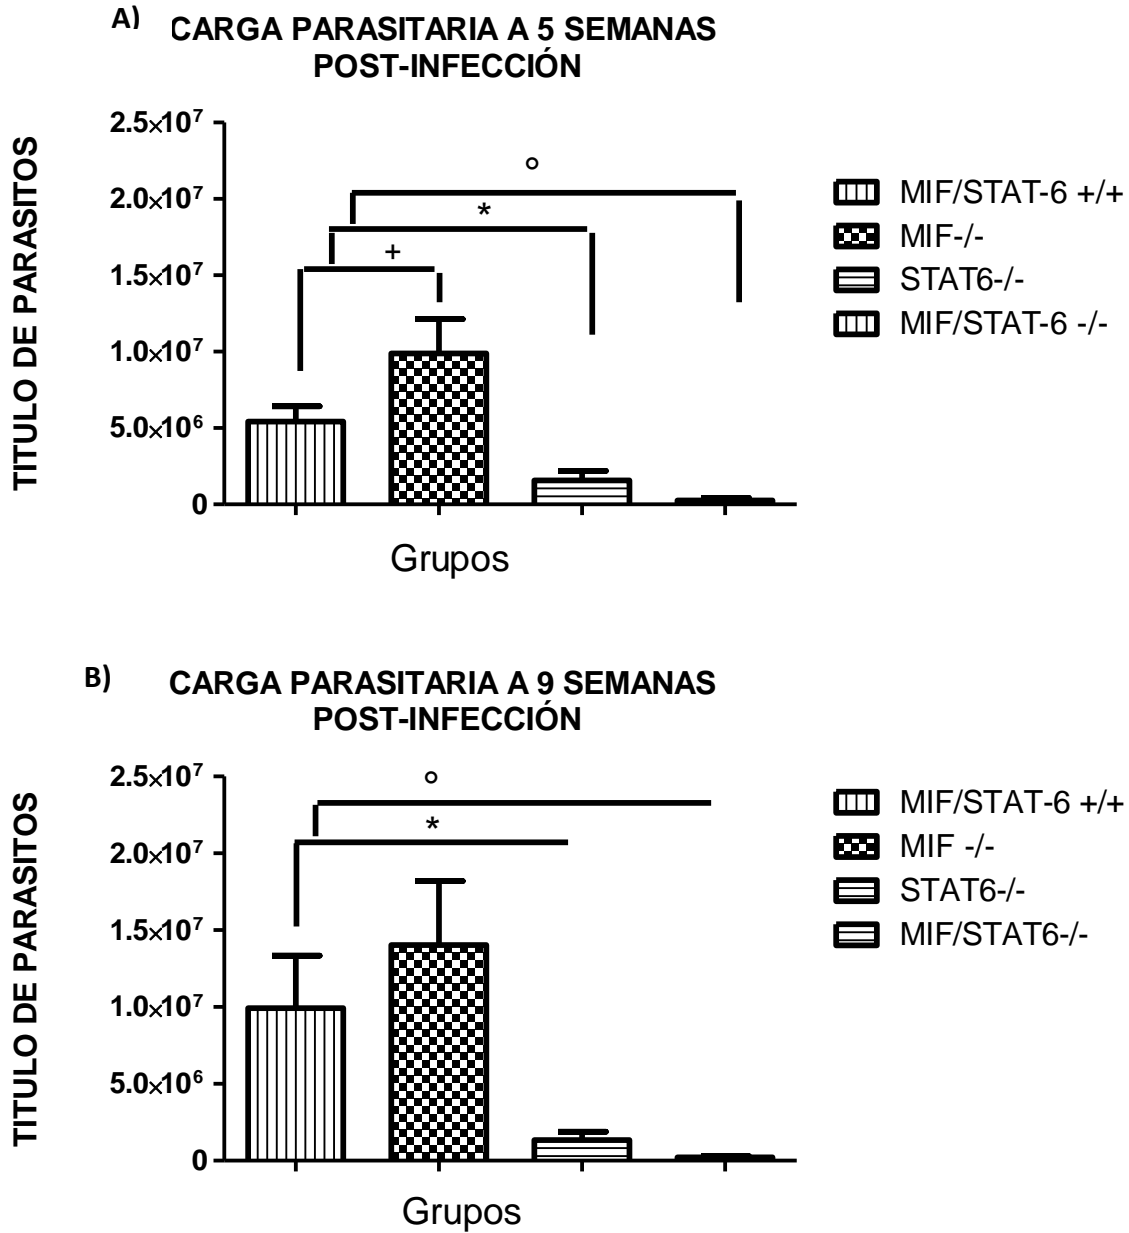 A)
CARGA PARASITARIA A 5 SEMANAS
POST-INFECCIÓN
TITULO DE PARASITOS
2.5×10⁷
2.0×10⁷
1.5×10⁷
1.0×10⁷
5.0×10⁶
0
°
*
+
Grupos
MIF/STAT-6 +/+
MIF-/-
STAT6-/-
MIF/STAT-6 -/-
B)
CARGA PARASITARIA A 9 SEMANAS
POST-INFECCIÓN
TITULO DE PARASITOS
2.5×10⁷
2.0×10⁷
1.5×10⁷
1.0×10⁷
5.0×10⁶
0
°
*
Grupos
MIF/STAT-6 +/+
MIF -/-
STAT6-/-
MIF/STAT6-/-